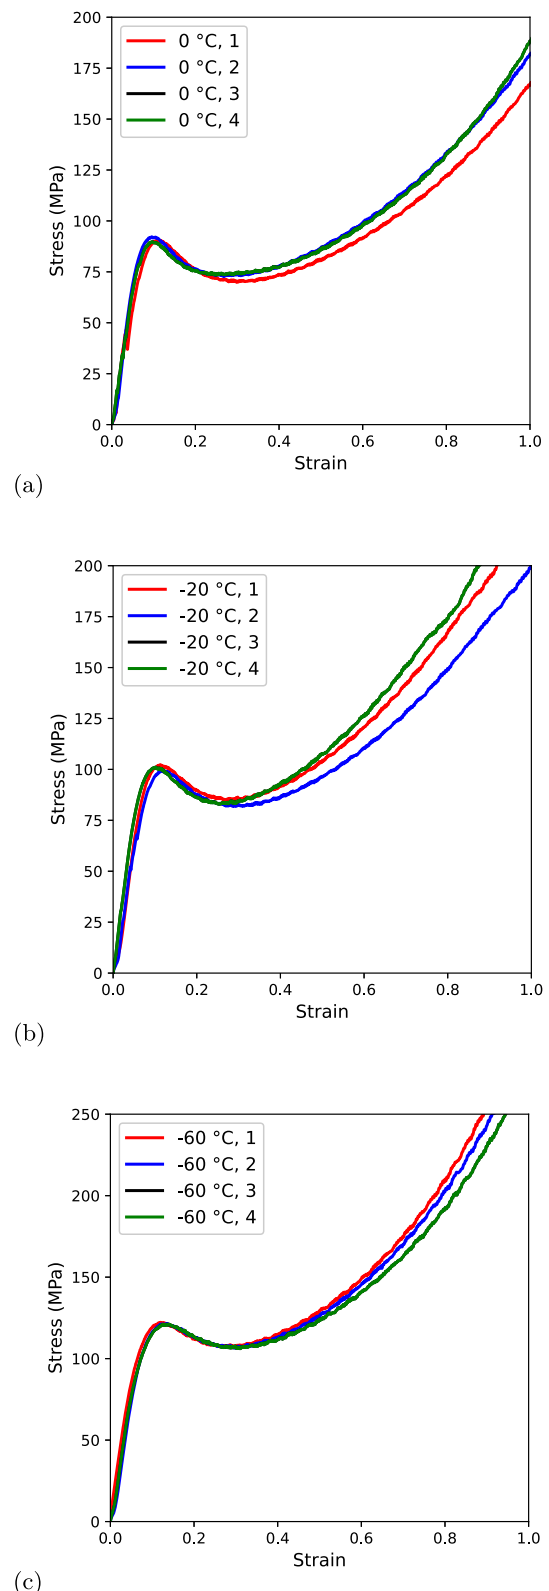 200
175
150
125
100
75
50
25
0
Stress (MPa)
0 °C, 1
0 °C, 2
0 °C, 3
0 °C, 4
0.0 0.2 0.4 0.6 0.8 1.0
Strain
(a)
200
175
150
125
100
75
50
25
0
Stress (MPa)
-20 °C, 1
-20 °C, 2
-20 °C, 3
-20 °C, 4
0.0 0.2 0.4 0.6 0.8 1.0
Strain
(b)
250
200
150
100
50
0
Stress (MPa)
-60 °C, 1
-60 °C, 2
-60 °C, 3
-60 °C, 4
0.0 0.2 0.4 0.6 0.8 1.0
Strain
(c)